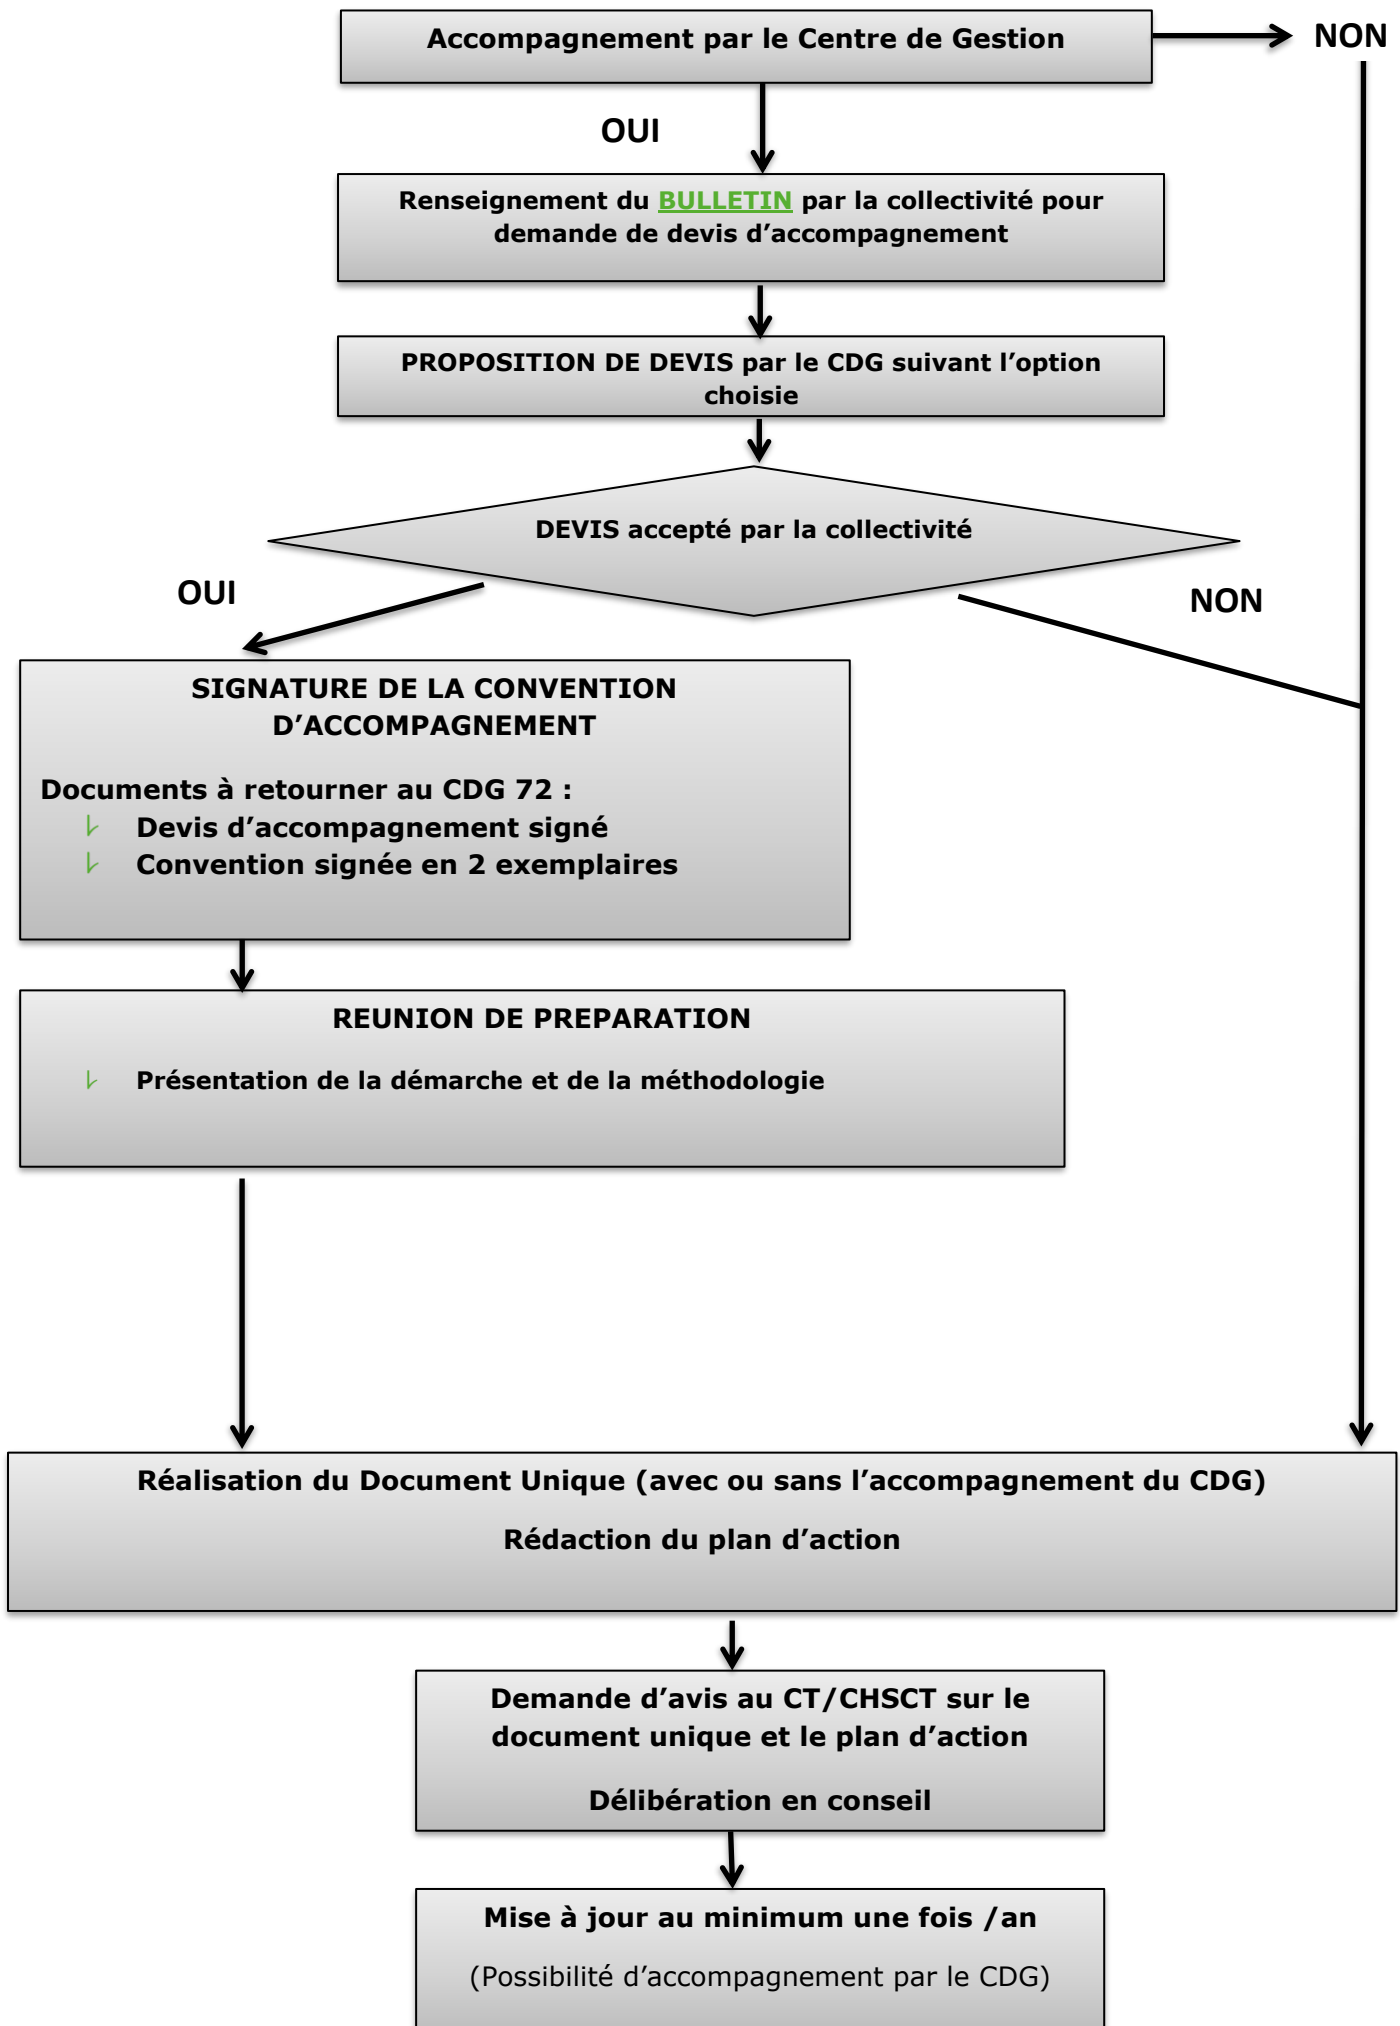 Accompagnement par le Centre de Gestion
NON
OUI
Renseignement du BULLETIN par la collectivité pour
demande de devis d’accompagnement
PROPOSITION DE DEVIS par le CDG suivant l’option
choisie
DEVIS accepté par la collectivité
OUI
NON
SIGNATURE DE LA CONVENTION
D’ACCOMPAGNEMENT
Documents à retourner au CDG 72 :
Devis d’accompagnement signé
Convention signée en 2 exemplaires
REUNION DE PREPARATION
Présentation de la démarche et de la méthodologie
Réalisation du Document Unique (avec ou sans l’accompagnement du CDG)
Rédaction du plan d’action
Demande d’avis au CT/CHSCT sur le
document unique et le plan d’action
Délibération en conseil
Mise à jour au minimum une fois /an
(Possibilité d’accompagnement par le CDG)